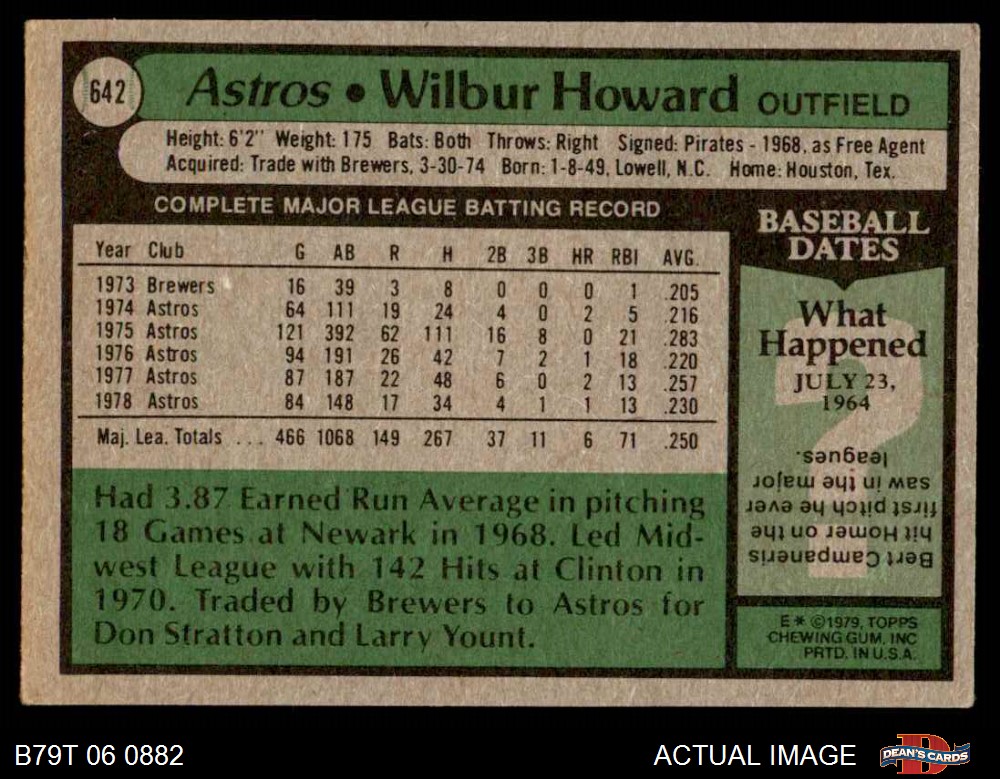 642
Astros • Wilbur Howard OUTFIELD
Height: 6'2" Weight: 175 Bats: Both Throws: Right Signed: Pirates - 1968, as Free Agent
Acquired: Trade with Brewers, 3-30-74 Born: 1-8-49, Lowell, N.C. Home: Houston, Tex.
COMPLETE MAJOR LEAGUE BATTING RECORD
Year Club G AB R H 2B 3B HR RBI AVG.
1973 Brewers 16 39 3 8 0 0 0 1 .205
1974 Astros 64 111 19 24 4 0 2 5 .216
1975 Astros 121 392 62 111 16 8 0 21 .283
1976 Astros 94 191 26 42 7 2 1 18 .220
1977 Astros 87 187 22 48 6 0 2 13 .257
1978 Astros 84 148 17 34 4 1 1 13 .230
Maj. Lea. Totals ... 466 1068 149 267 37 11 6 71 .250
Had 3.87 Earned Run Average in pitching
18 Games at Newark in 1968. Led Mid-
west League with 142 Hits at Clinton in
1970. Traded by Brewers to Astros for
Don Stratton and Larry Yount.
BASEBALL
DATES
What
Happened
JULY 23,
1964
Bert Campaneris
hit Homer on the
first pitch he ever
saw in the major
leagues.
E * ©1979, TOPPS
CHEWING GUM, INC
PRTD. IN U.S.A.
B79T 06 0882
ACTUAL IMAGE
DEAN'S CARDS